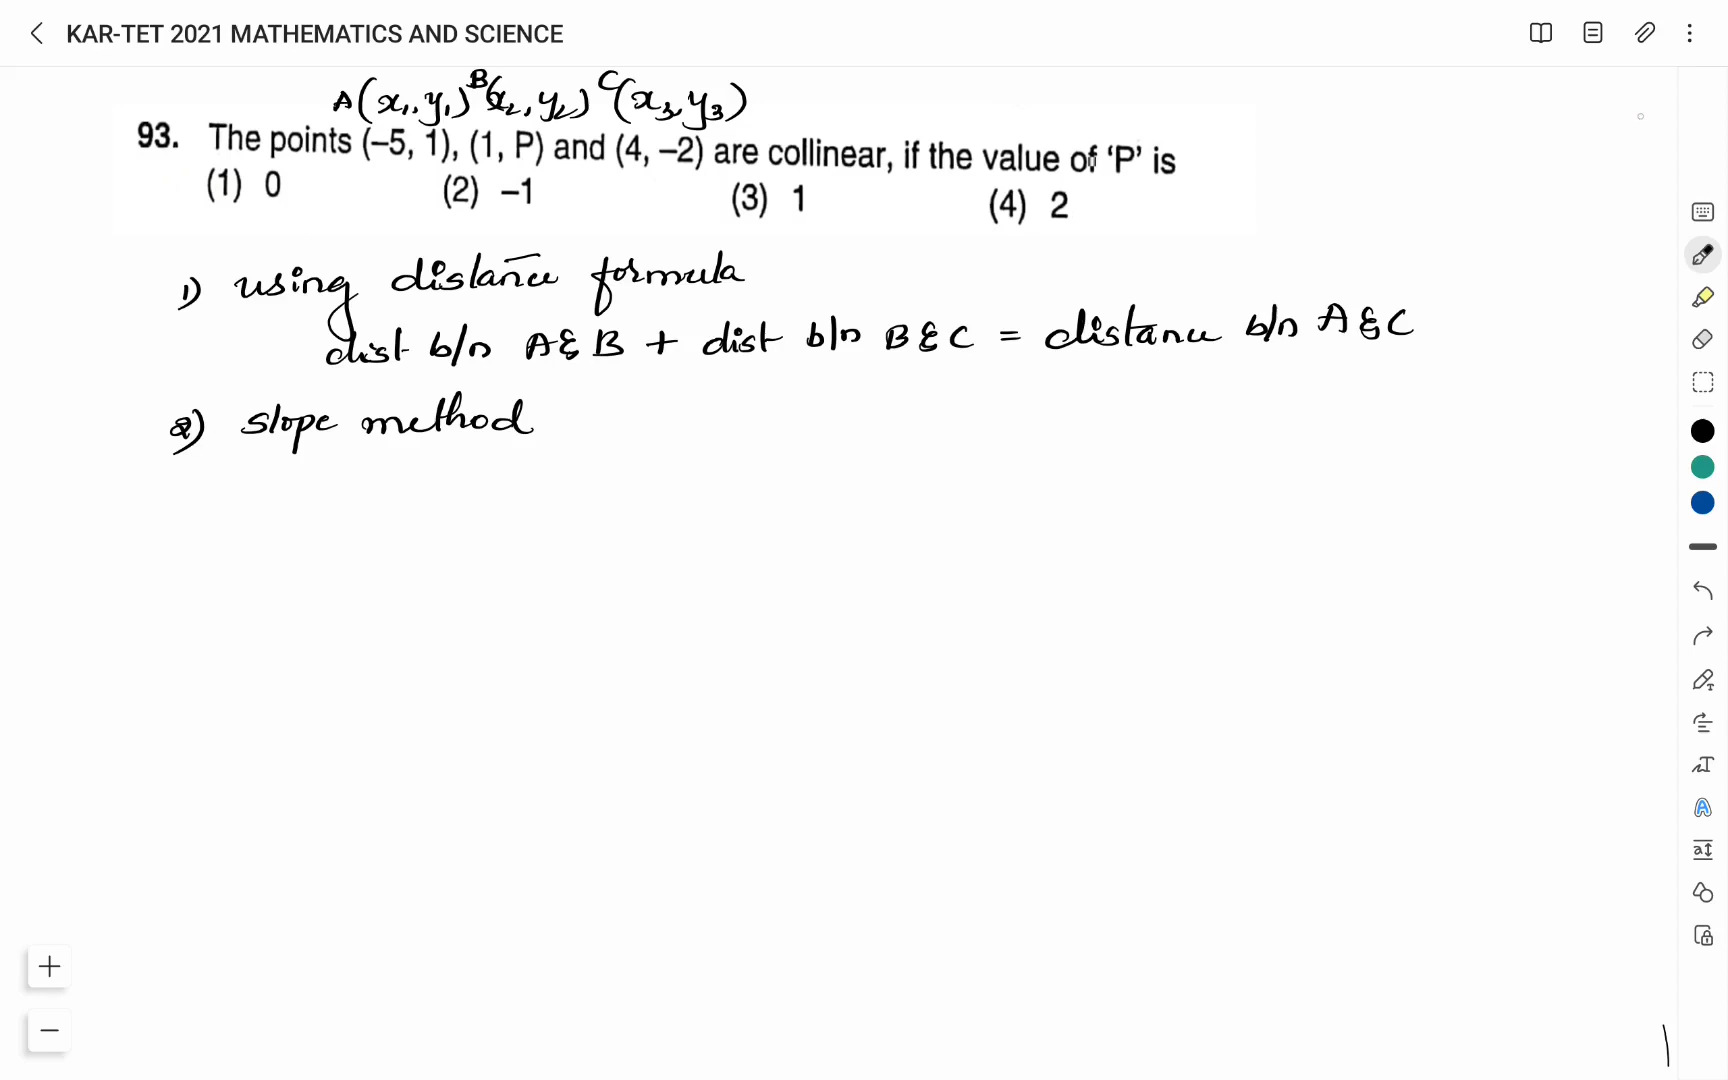 KAR-TET 2021 MATHEMATICS AND SCIENCE
A(x₁, y₁) B(x₂, y₂) C(x₃, y₃)
93. The points (–5, 1), (1, P) and (4, –2) are collinear, if the value of ‘P’ is
(1) 0 (2) –1 (3) 1 (4) 2
1) using distance formula
dist b/n A & B + dist b/n B & C = distance b/n A & C
2) slope method